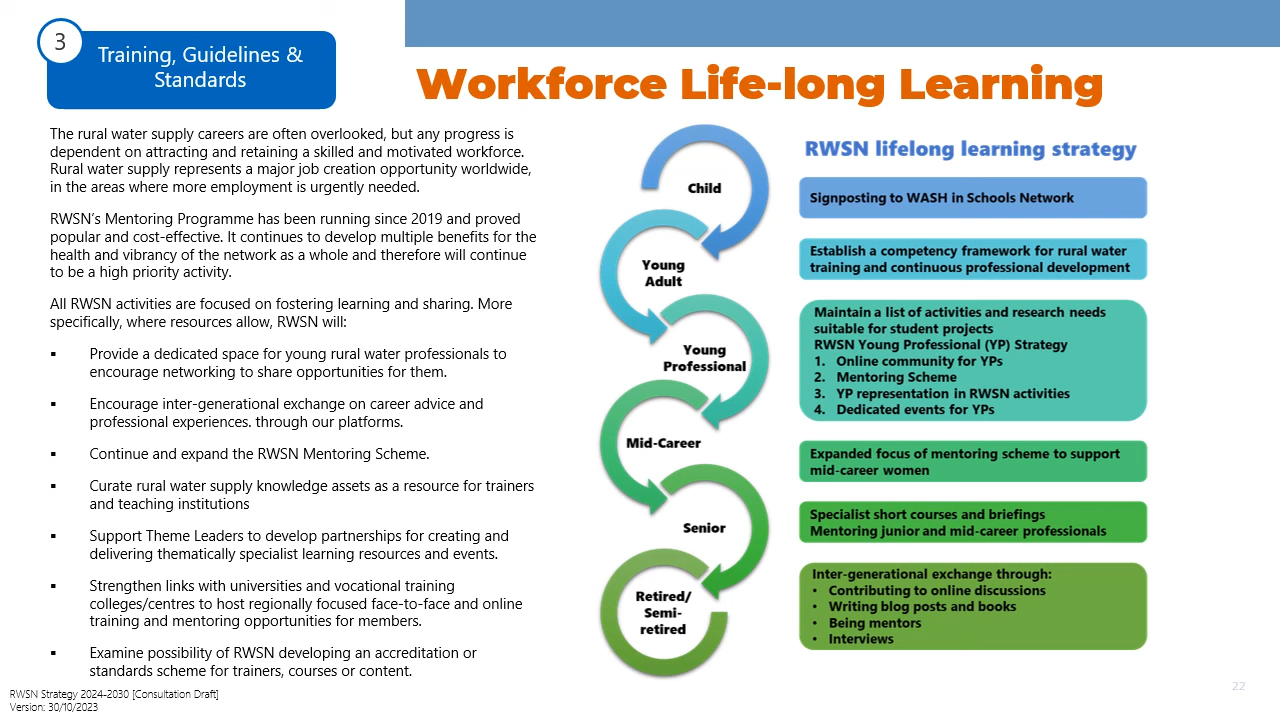 3
Training, Guidelines &
Standards
Workforce Life-long Learning
The rural water supply careers are often overlooked, but any progress is
dependent on attracting and retaining a skilled and motivated workforce.
Rural water supply represents a major job creation opportunity worldwide,
in the areas where more employment is urgently needed.
RWSN’s Mentoring Programme has been running since 2019 and proved
popular and cost-effective. It continues to develop multiple benefits for the
health and vibrancy of the network as a whole and therefore will continue
to be a high priority activity.
All RWSN activities are focused on fostering learning and sharing. More
specifically, where resources allow, RWSN will:
▪ Provide a dedicated space for young rural water professionals to
encourage networking to share opportunities for them.
▪ Encourage inter-generational exchange on career advice and
professional experiences. through our platforms.
▪ Continue and expand the RWSN Mentoring Scheme.
▪ Curate rural water supply knowledge assets as a resource for trainers
and teaching institutions
▪ Support Theme Leaders to develop partnerships for creating and
delivering thematically specialist learning resources and events.
▪ Strengthen links with universities and vocational training
colleges/centres to host regionally focused face-to-face and online
training and mentoring opportunities for members.
▪ Examine possibility of RWSN developing an accreditation or
standards scheme for trainers, courses or content.
Child
Young
Adult
Young
Professional
Mid-Career
Senior
Retired/
Semi-
retired
RWSN lifelong learning strategy
Signposting to WASH in Schools Network
Establish a competency framework for rural water
training and continuous professional development
Maintain a list of activities and research needs
suitable for student projects
RWSN Young Professional (YP) Strategy
1. Online community for YPs
2. Mentoring Scheme
3. YP representation in RWSN activities
4. Dedicated events for YPs
Expanded focus of mentoring scheme to support
mid-career women
Specialist short courses and briefings
Mentoring junior and mid-career professionals
Inter-generational exchange through:
• Contributing to online discussions
• Writing blog posts and books
• Being mentors
• Interviews
RWSN Strategy 2024-2030 [Consultation Draft]
Version: 30/10/2023
22